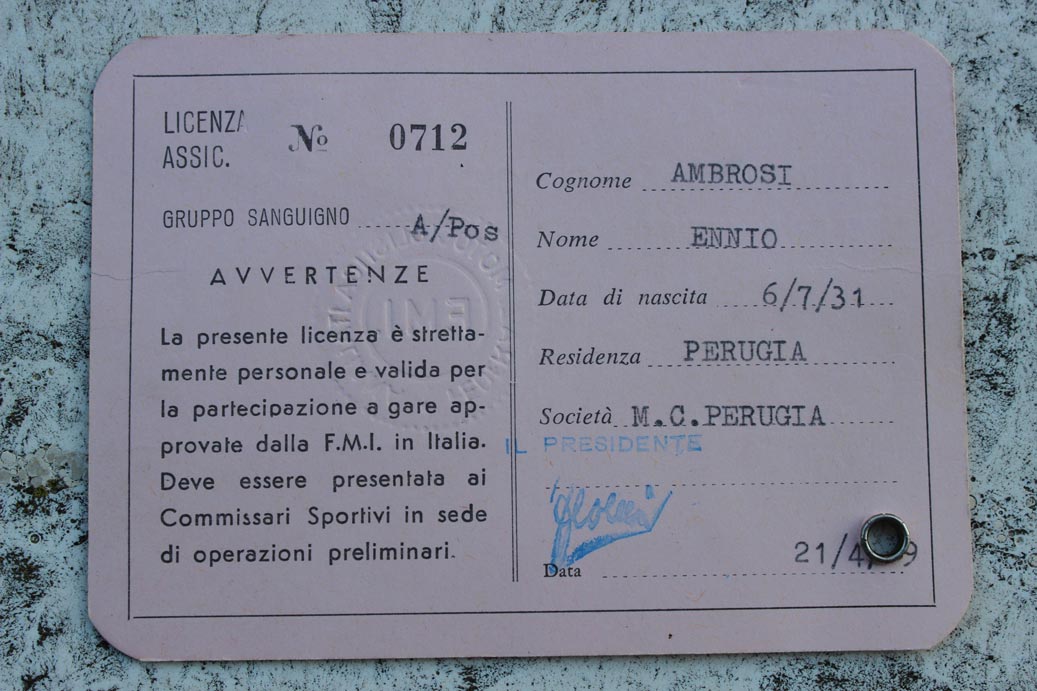 LICENZA
ASSIC.
No 0712
GRUPPO SANGUIGNO A/Pos
AVVERTENZE
La presente licenza è stretta-
mente personale e valida per
la partecipazione a gare ap-
provate dalla F.M.I. in Italia.
Deve essere presentata ai
Commissari Sportivi in sede
di operazioni preliminari.
F.M.I.
Cognome AMBROSI
Nome ENNIO
Data di nascita 6/7/31
Residenza PERUGIA
Società M.C.PERUGIA
IL PRESIDENTE
Data